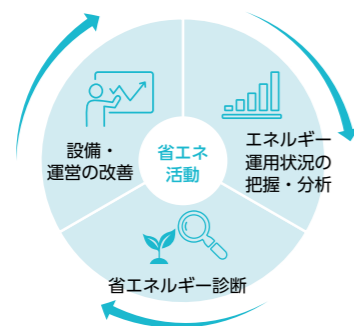 省エネ
活動
エネルギー
運用状況の
把握・分析
省エネルギー診断
設備・
運営の改善